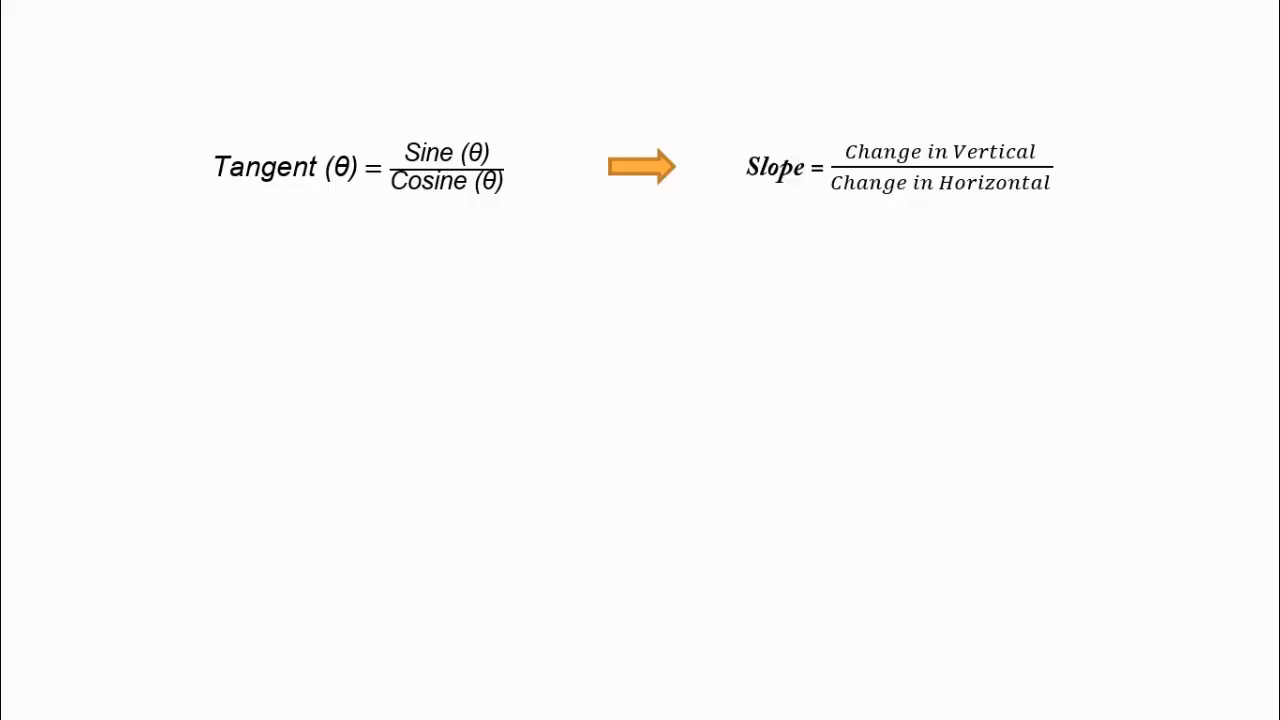 Tangent (θ) = Sine (θ) / Cosine (θ)
Slope = Change in Vertical / Change in Horizontal